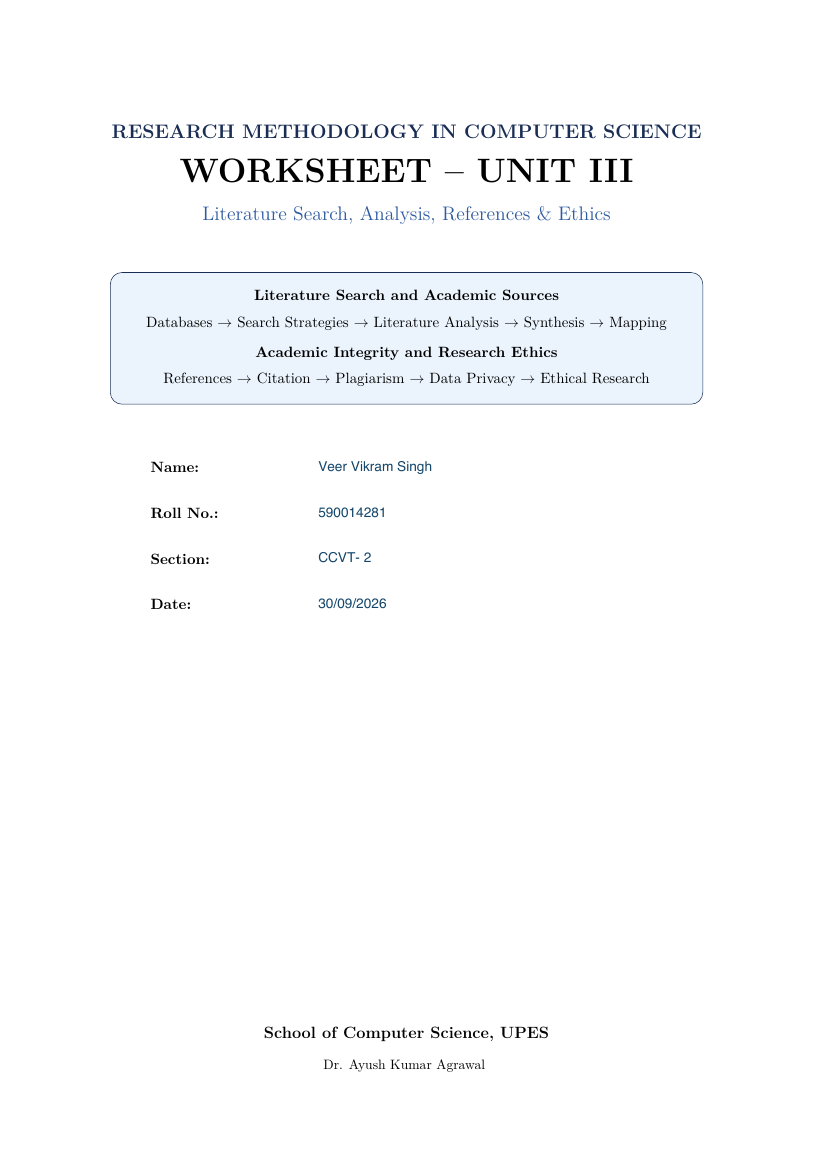 RESEARCH METHODOLOGY IN COMPUTER SCIENCE
WORKSHEET – UNIT III
Literature Search, Analysis, References & Ethics
Literature Search and Academic Sources
Databases → Search Strategies → Literature Analysis → Synthesis → Mapping
Academic Integrity and Research Ethics
References → Citation → Plagiarism → Data Privacy → Ethical Research
Name: Veer Vikram Singh
Roll No.: 590014281
Section: CCVT- 2
Date: 30/09/2026
School of Computer Science, UPES
Dr. Ayush Kumar Agrawal